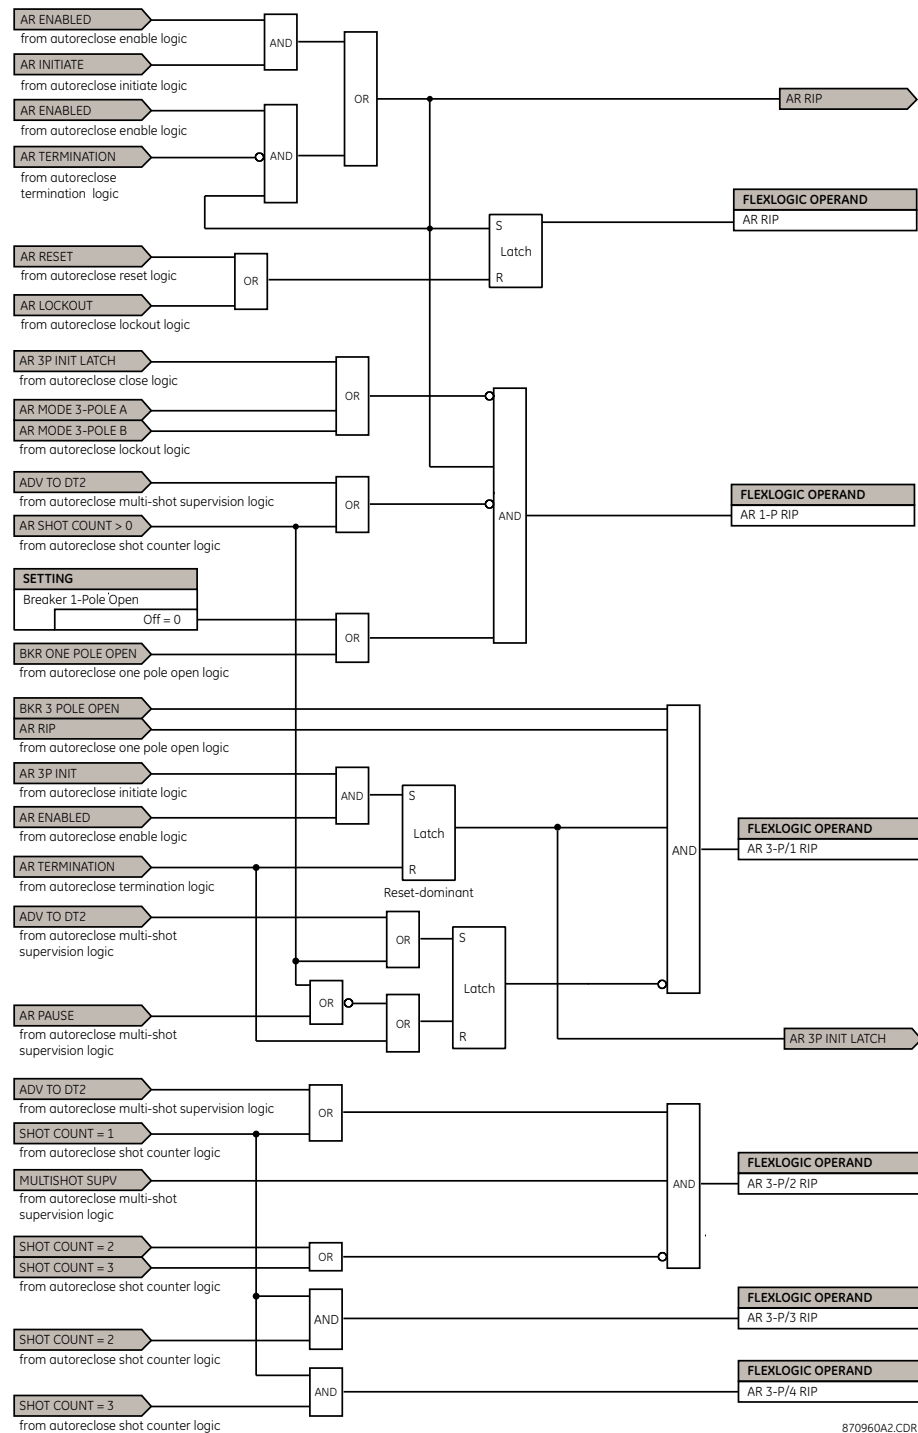 AR ENABLED
from autoreclose enable logic
AND
AR INITIATE
from autoreclose initiate logic
OR
AR RIP
AR ENABLED
from autoreclose enable logic
AR TERMINATION
AND
from autoreclose
termination logic
FLEXLOGIC OPERAND
AR RIP
S
Latch
R
AR RESET
from autoreclose reset logic
OR
AR LOCKOUT
from autoreclose lockout logic
AR 3P INIT LATCH
from autoreclose close logic
OR
AR MODE 3-POLE A
AR MODE 3-POLE B
from autoreclose lockout logic
ADV TO DT2
from autoreclose multi-shot supervision logic
OR
AR SHOT COUNT > 0
from autoreclose shot counter logic
AND
FLEXLOGIC OPERAND
AR 1-P RIP
SETTING
Breaker 1-Pole Open
Off = 0
OR
BKR ONE POLE OPEN
from autoreclose one pole open logic
BKR 3 POLE OPEN
AR RIP
from autoreclose one pole open logic
AR 3P INIT
from autoreclose initiate logic
AND
AR ENABLED
from autoreclose enable logic
S
Latch
R
Reset-dominant
AND
FLEXLOGIC OPERAND
AR 3-P/1 RIP
AR TERMINATION
from autoreclose termination logic
ADV TO DT2
from autoreclose multi-shot
supervision logic
OR
S
Latch
R
OR
OR
AR PAUSE
from autoreclose multi-shot
supervision logic
AR 3P INIT LATCH
ADV TO DT2
from autoreclose multi-shot supervision logic
OR
SHOT COUNT = 1
from autoreclose shot counter logic
MULTISHOT SUPV
from autoreclose multi-shot
supervision logic
AND
FLEXLOGIC OPERAND
AR 3-P/2 RIP
SHOT COUNT = 2
SHOT COUNT = 3
OR
from autoreclose shot counter logic
AND
FLEXLOGIC OPERAND
AR 3-P/3 RIP
SHOT COUNT = 2
from autoreclose shot counter logic
AND
FLEXLOGIC OPERAND
AR 3-P/4 RIP
SHOT COUNT = 3
from autoreclose shot counter logic
870960A2.CDR